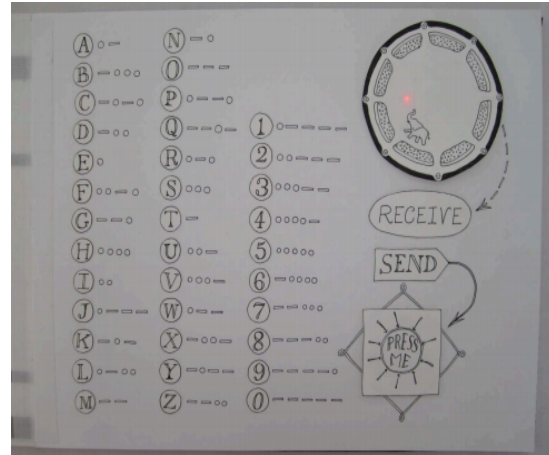 A ○—
B —○○○
C —○—○
D —○○
E ○
F ○○—○
G ——○
H ○○○○
I ○○
J ○———
K —○—
L ○—○○
M ——
N —○
O ———
P ○——○
Q ——○—
R ○—○
S ○○○
T —
U ○○—
V ○○○—
W ○——
X —○○—
Y —○——
Z ——○○
1 ○————
2 ○○———
3 ○○○——
4 ○○○○—
5 ○○○○○
6 —○○○○
7 ——○○○
8 ———○○
9 ————○
0 —————
RECEIVE
SEND
PRESS
ME